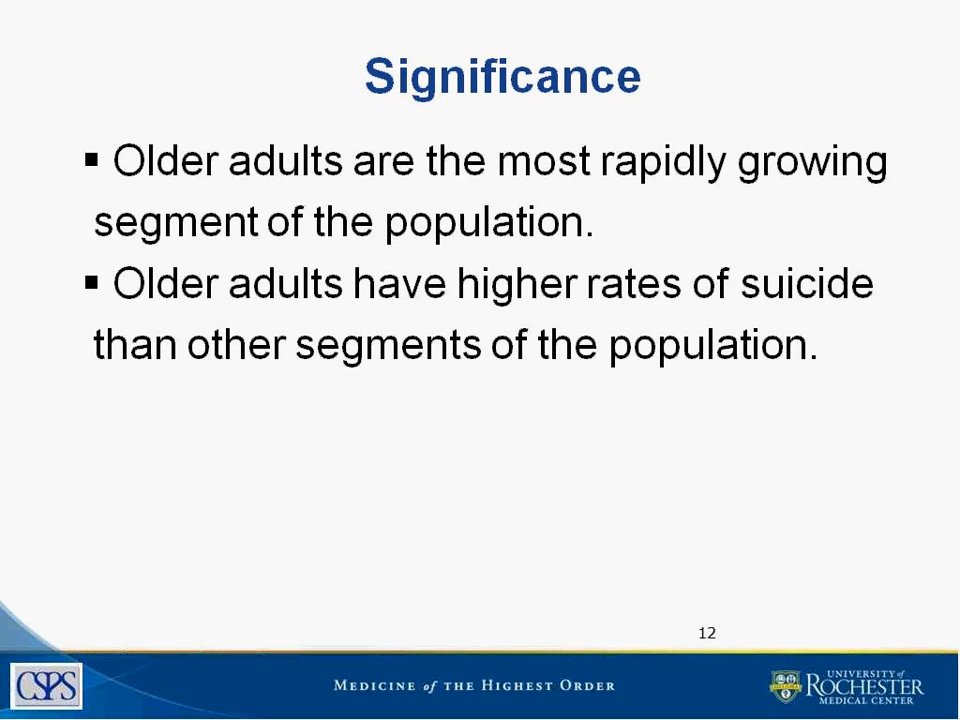 Significance
▪ Older adults are the most rapidly growing
segment of the population.
▪ Older adults have higher rates of suicide
than other segments of the population.
12
CSPS
MEDICINE of THE HIGHEST ORDER
UNIVERSITY of
ROCHESTER
MEDICAL CENTER